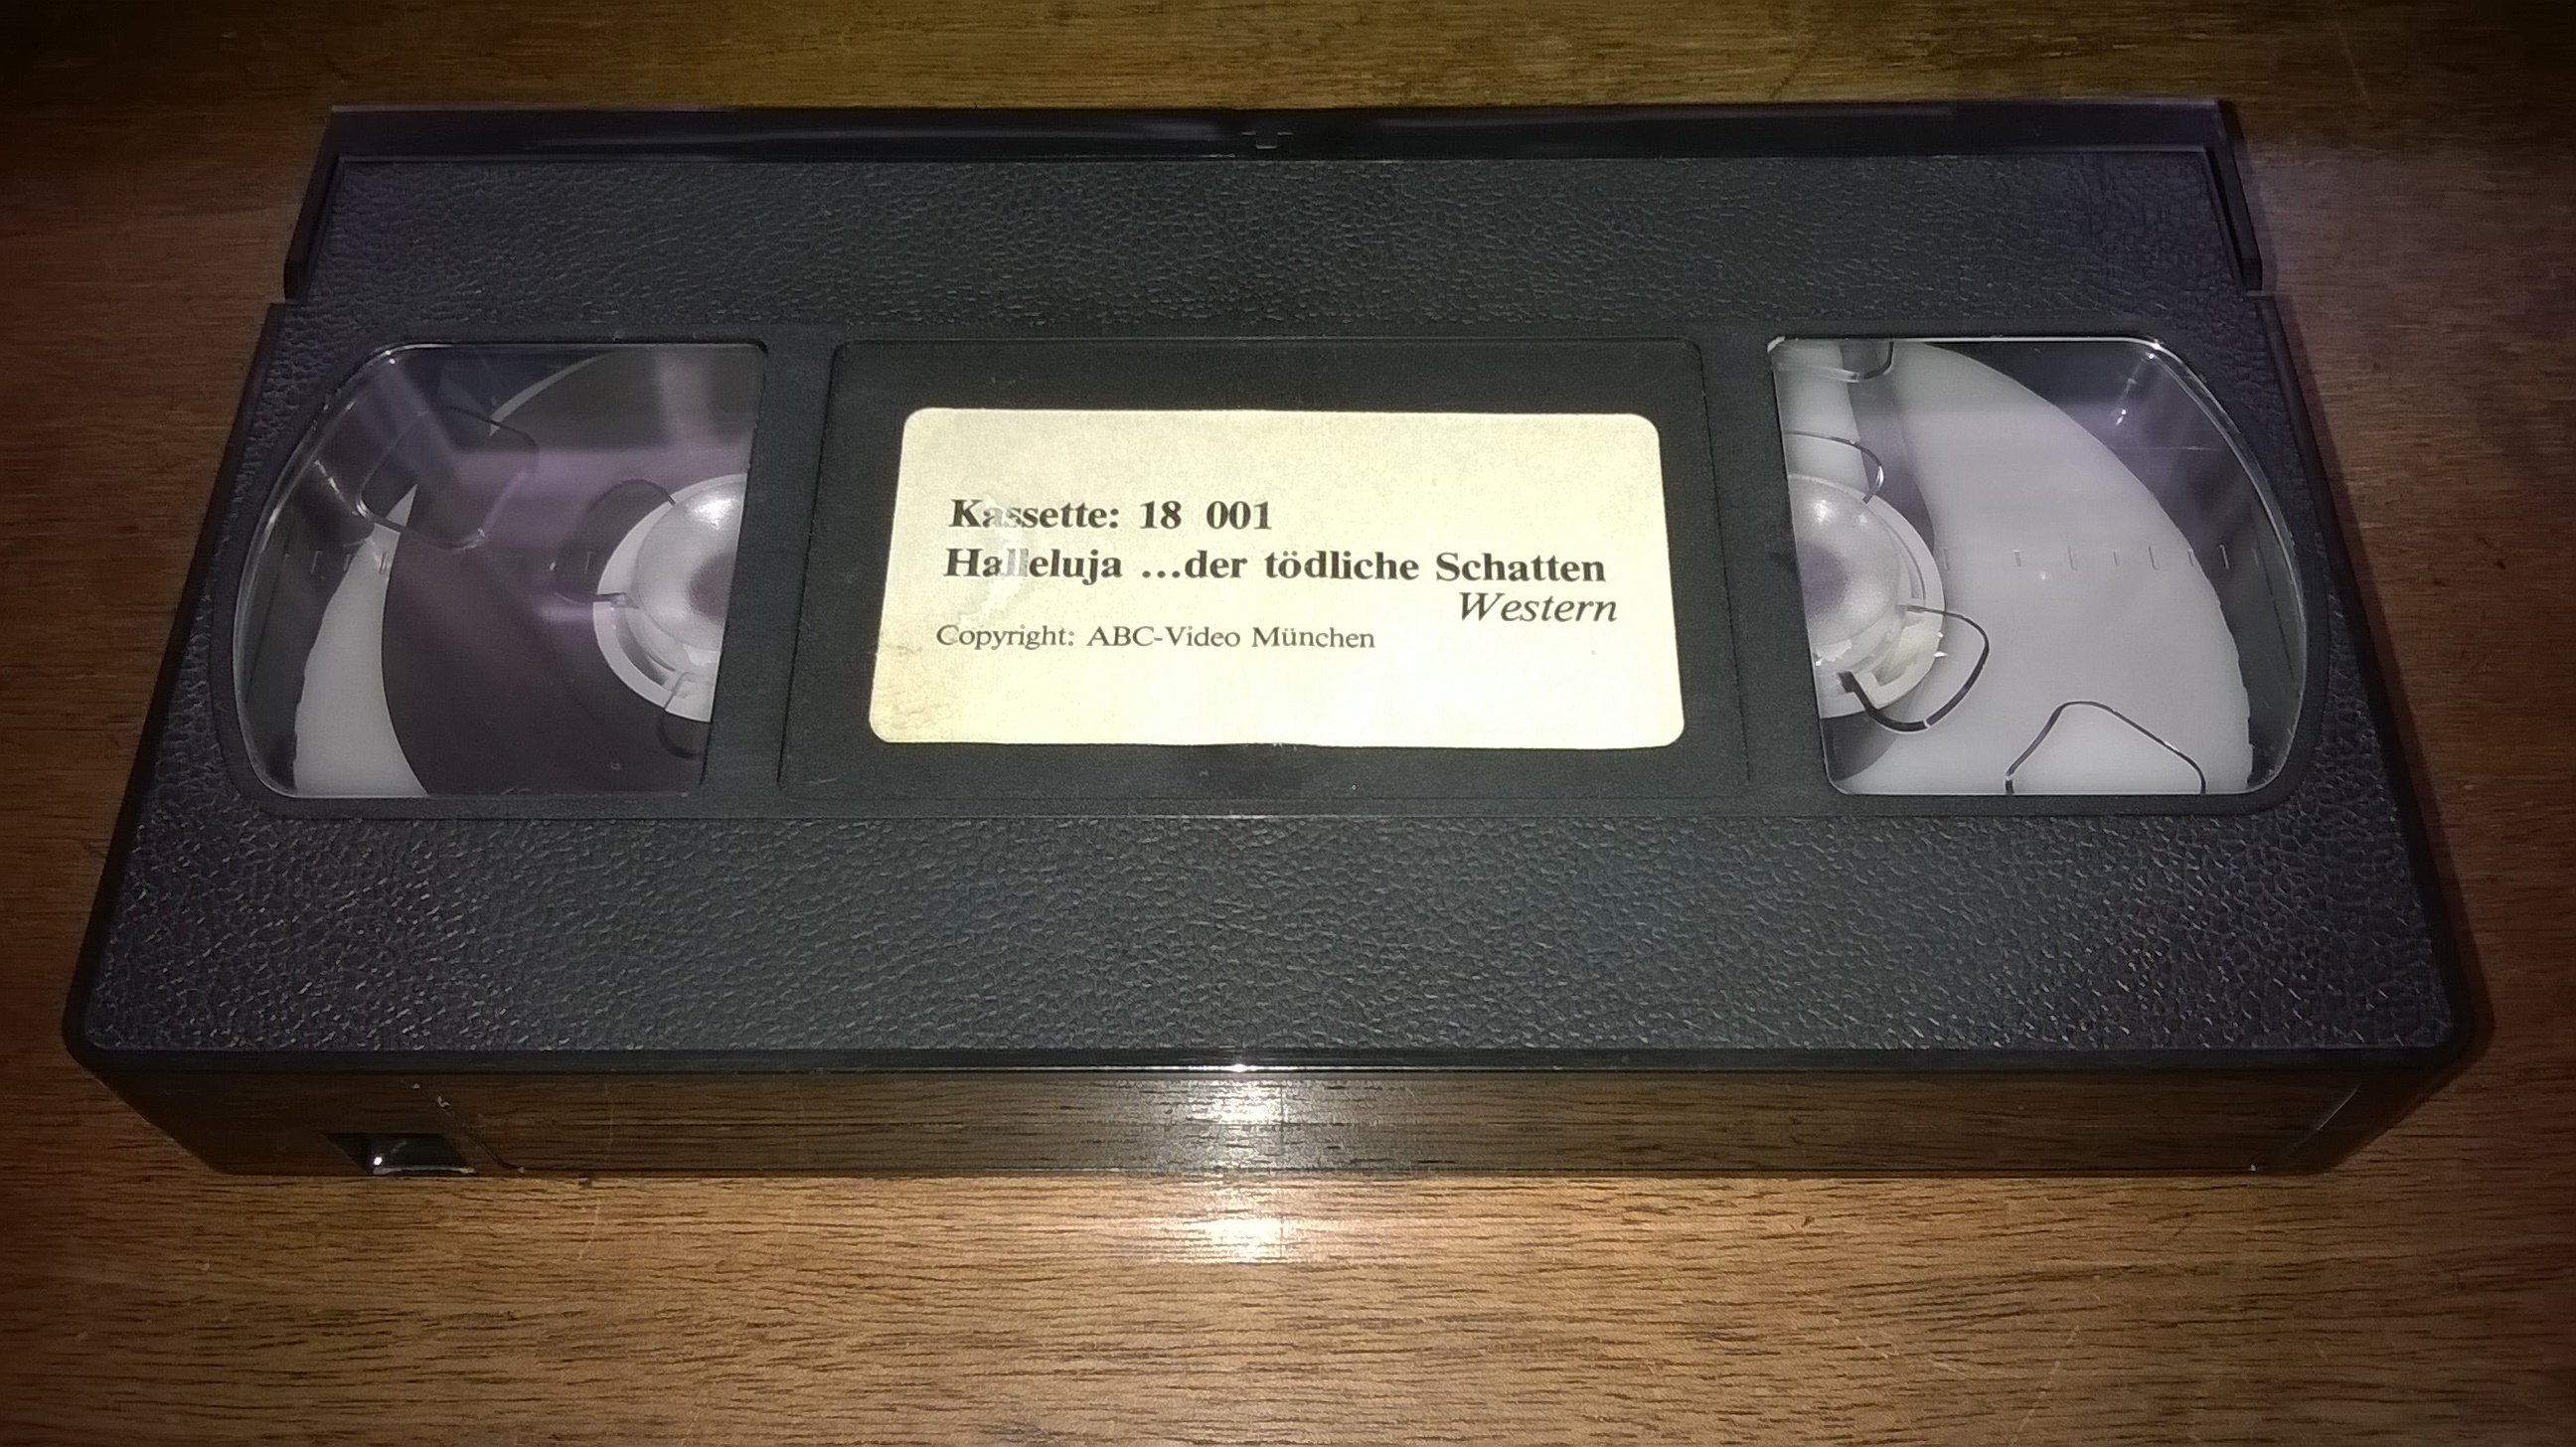 Kassette: 18 001
Halleluja ...der tödliche Schatten
Western
Copyright: ABC-Video München